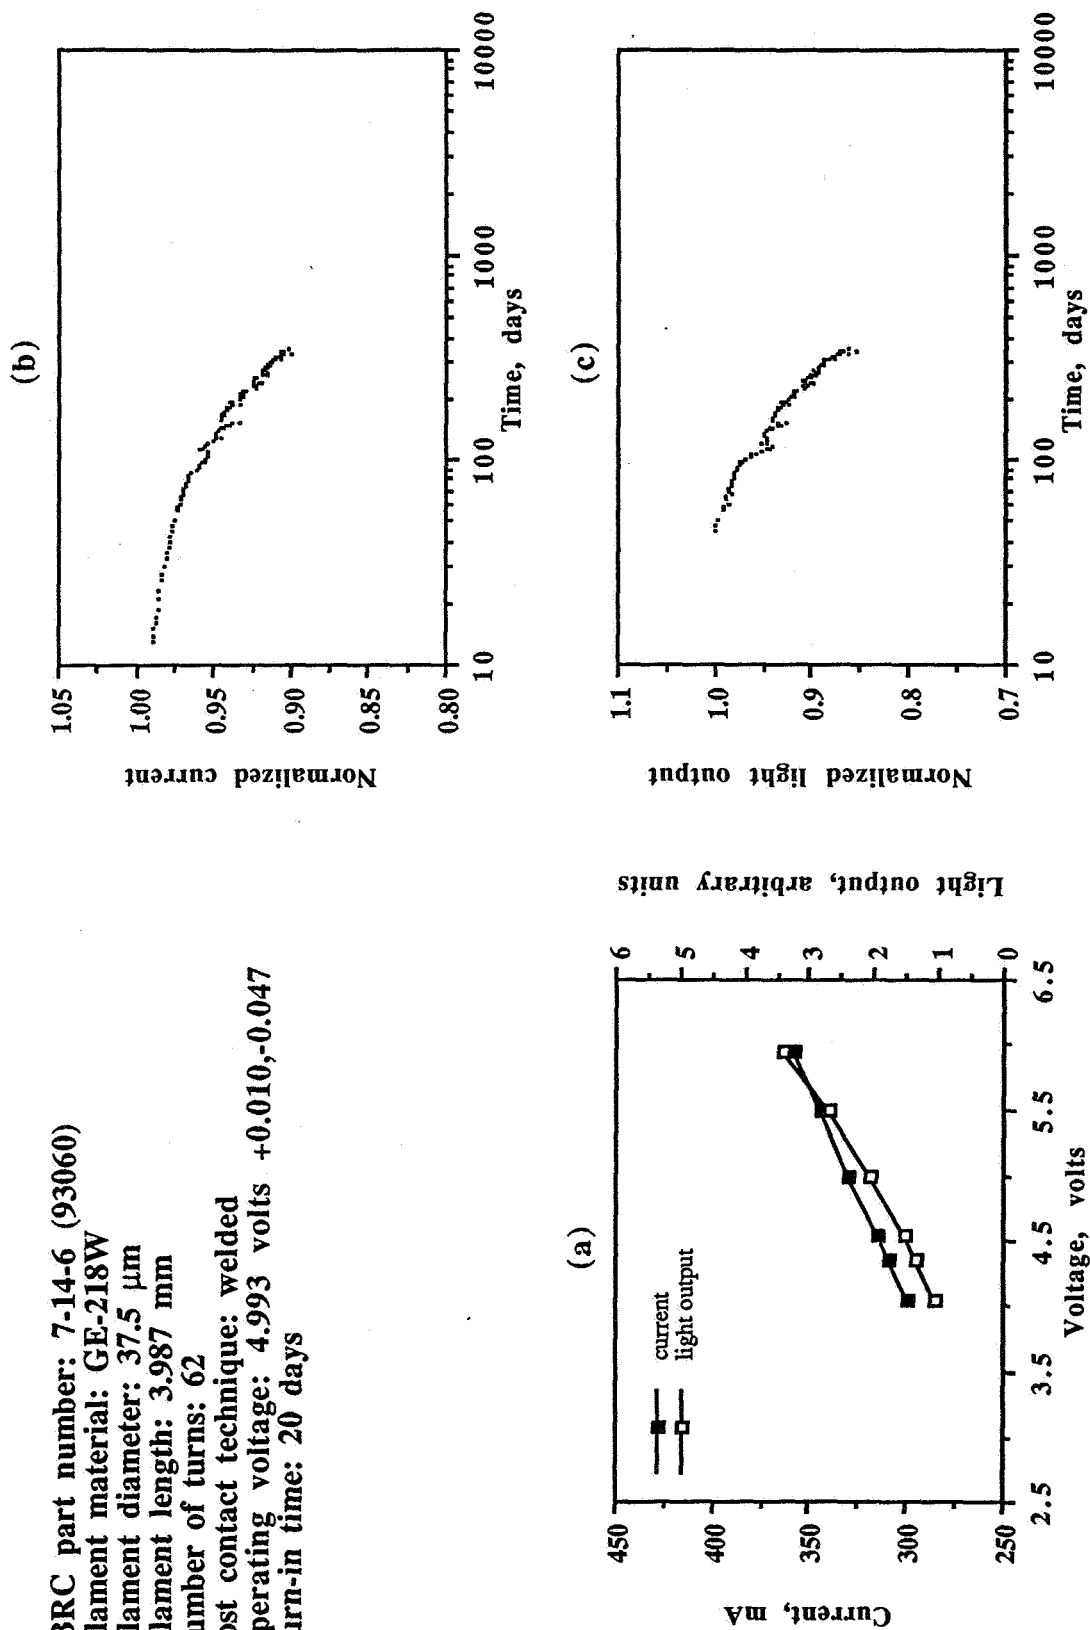 BRC part number: 7-14-6 (93060)
lament material: GE-218W
lament diameter: 37.5 µm
lament length: 3.987 mm
umber of turns: 62
ost contact technique: welded
perating voltage: 4.993 volts +0.010,-0.047
urn-in time: 20 days
(a)
Current, mA
450
400
350
300
250
current
light output
6
5
4
3
2
1
0
Light output, arbitrary units
2.5
3.5
4.5
5.5
6.5
Voltage, volts
(b)
Normalized current
1.05
1.00
0.95
0.90
0.85
0.80
10
100
1000
10000
Time, days
(c)
Normalized light output
1.1
1.0
0.9
0.8
0.7
10
100
1000
10000
Time, days